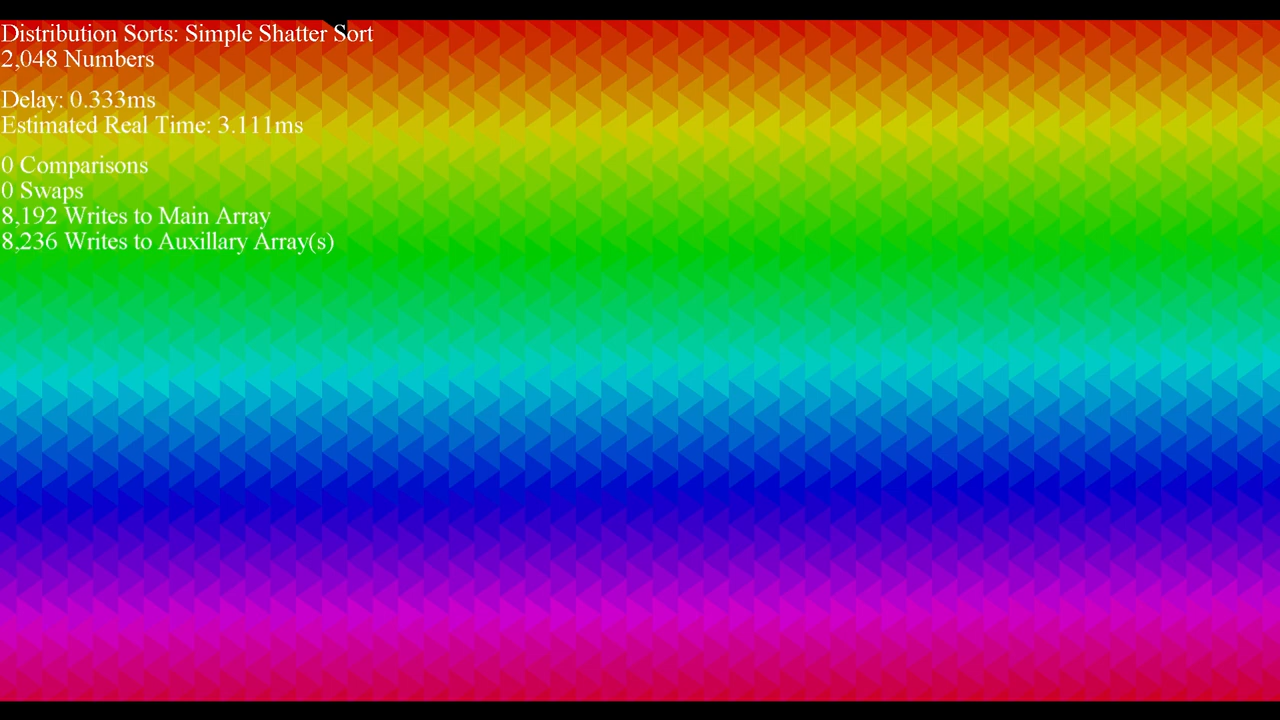 Distribution Sorts: Simple Shatter Sort
2,048 Numbers
Delay: 0.333ms
Estimated Real Time: 3.111ms
0 Comparisons
0 Swaps
8,192 Writes to Main Array
8,236 Writes to Auxillary Array(s)